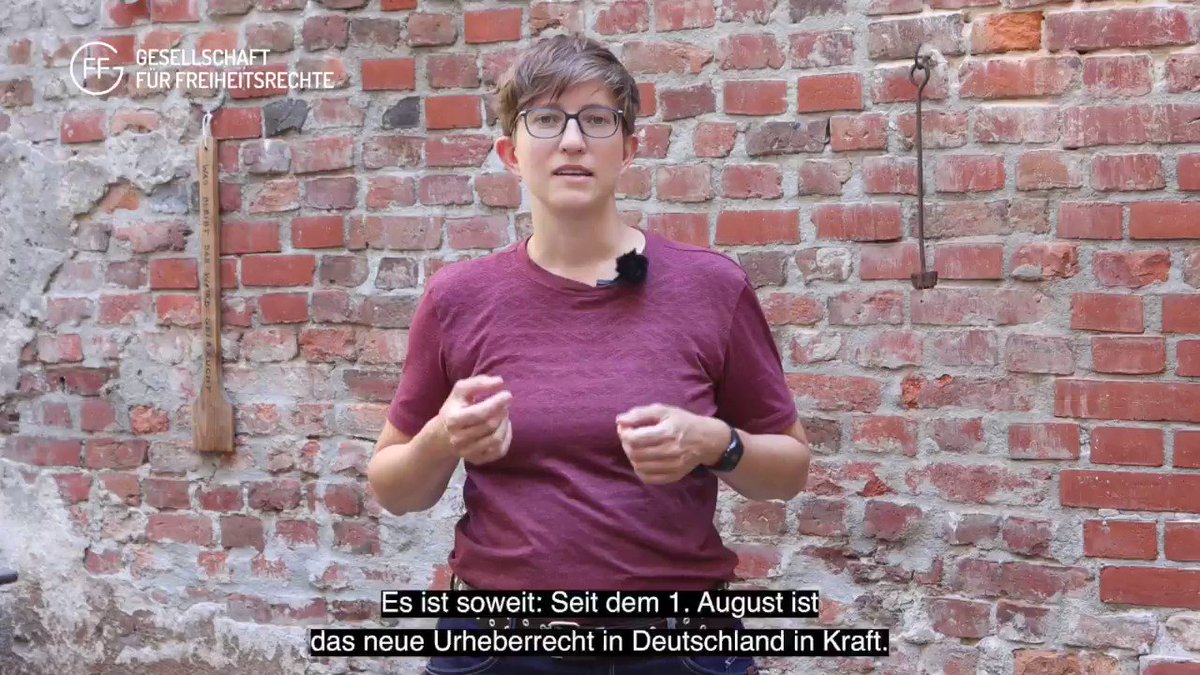 GESELLSCHAFT
FÜR FREIHEITSRECHTE
Es ist soweit: Seit dem 1. August ist
das neue Urheberrecht in Deutschland in Kraft.